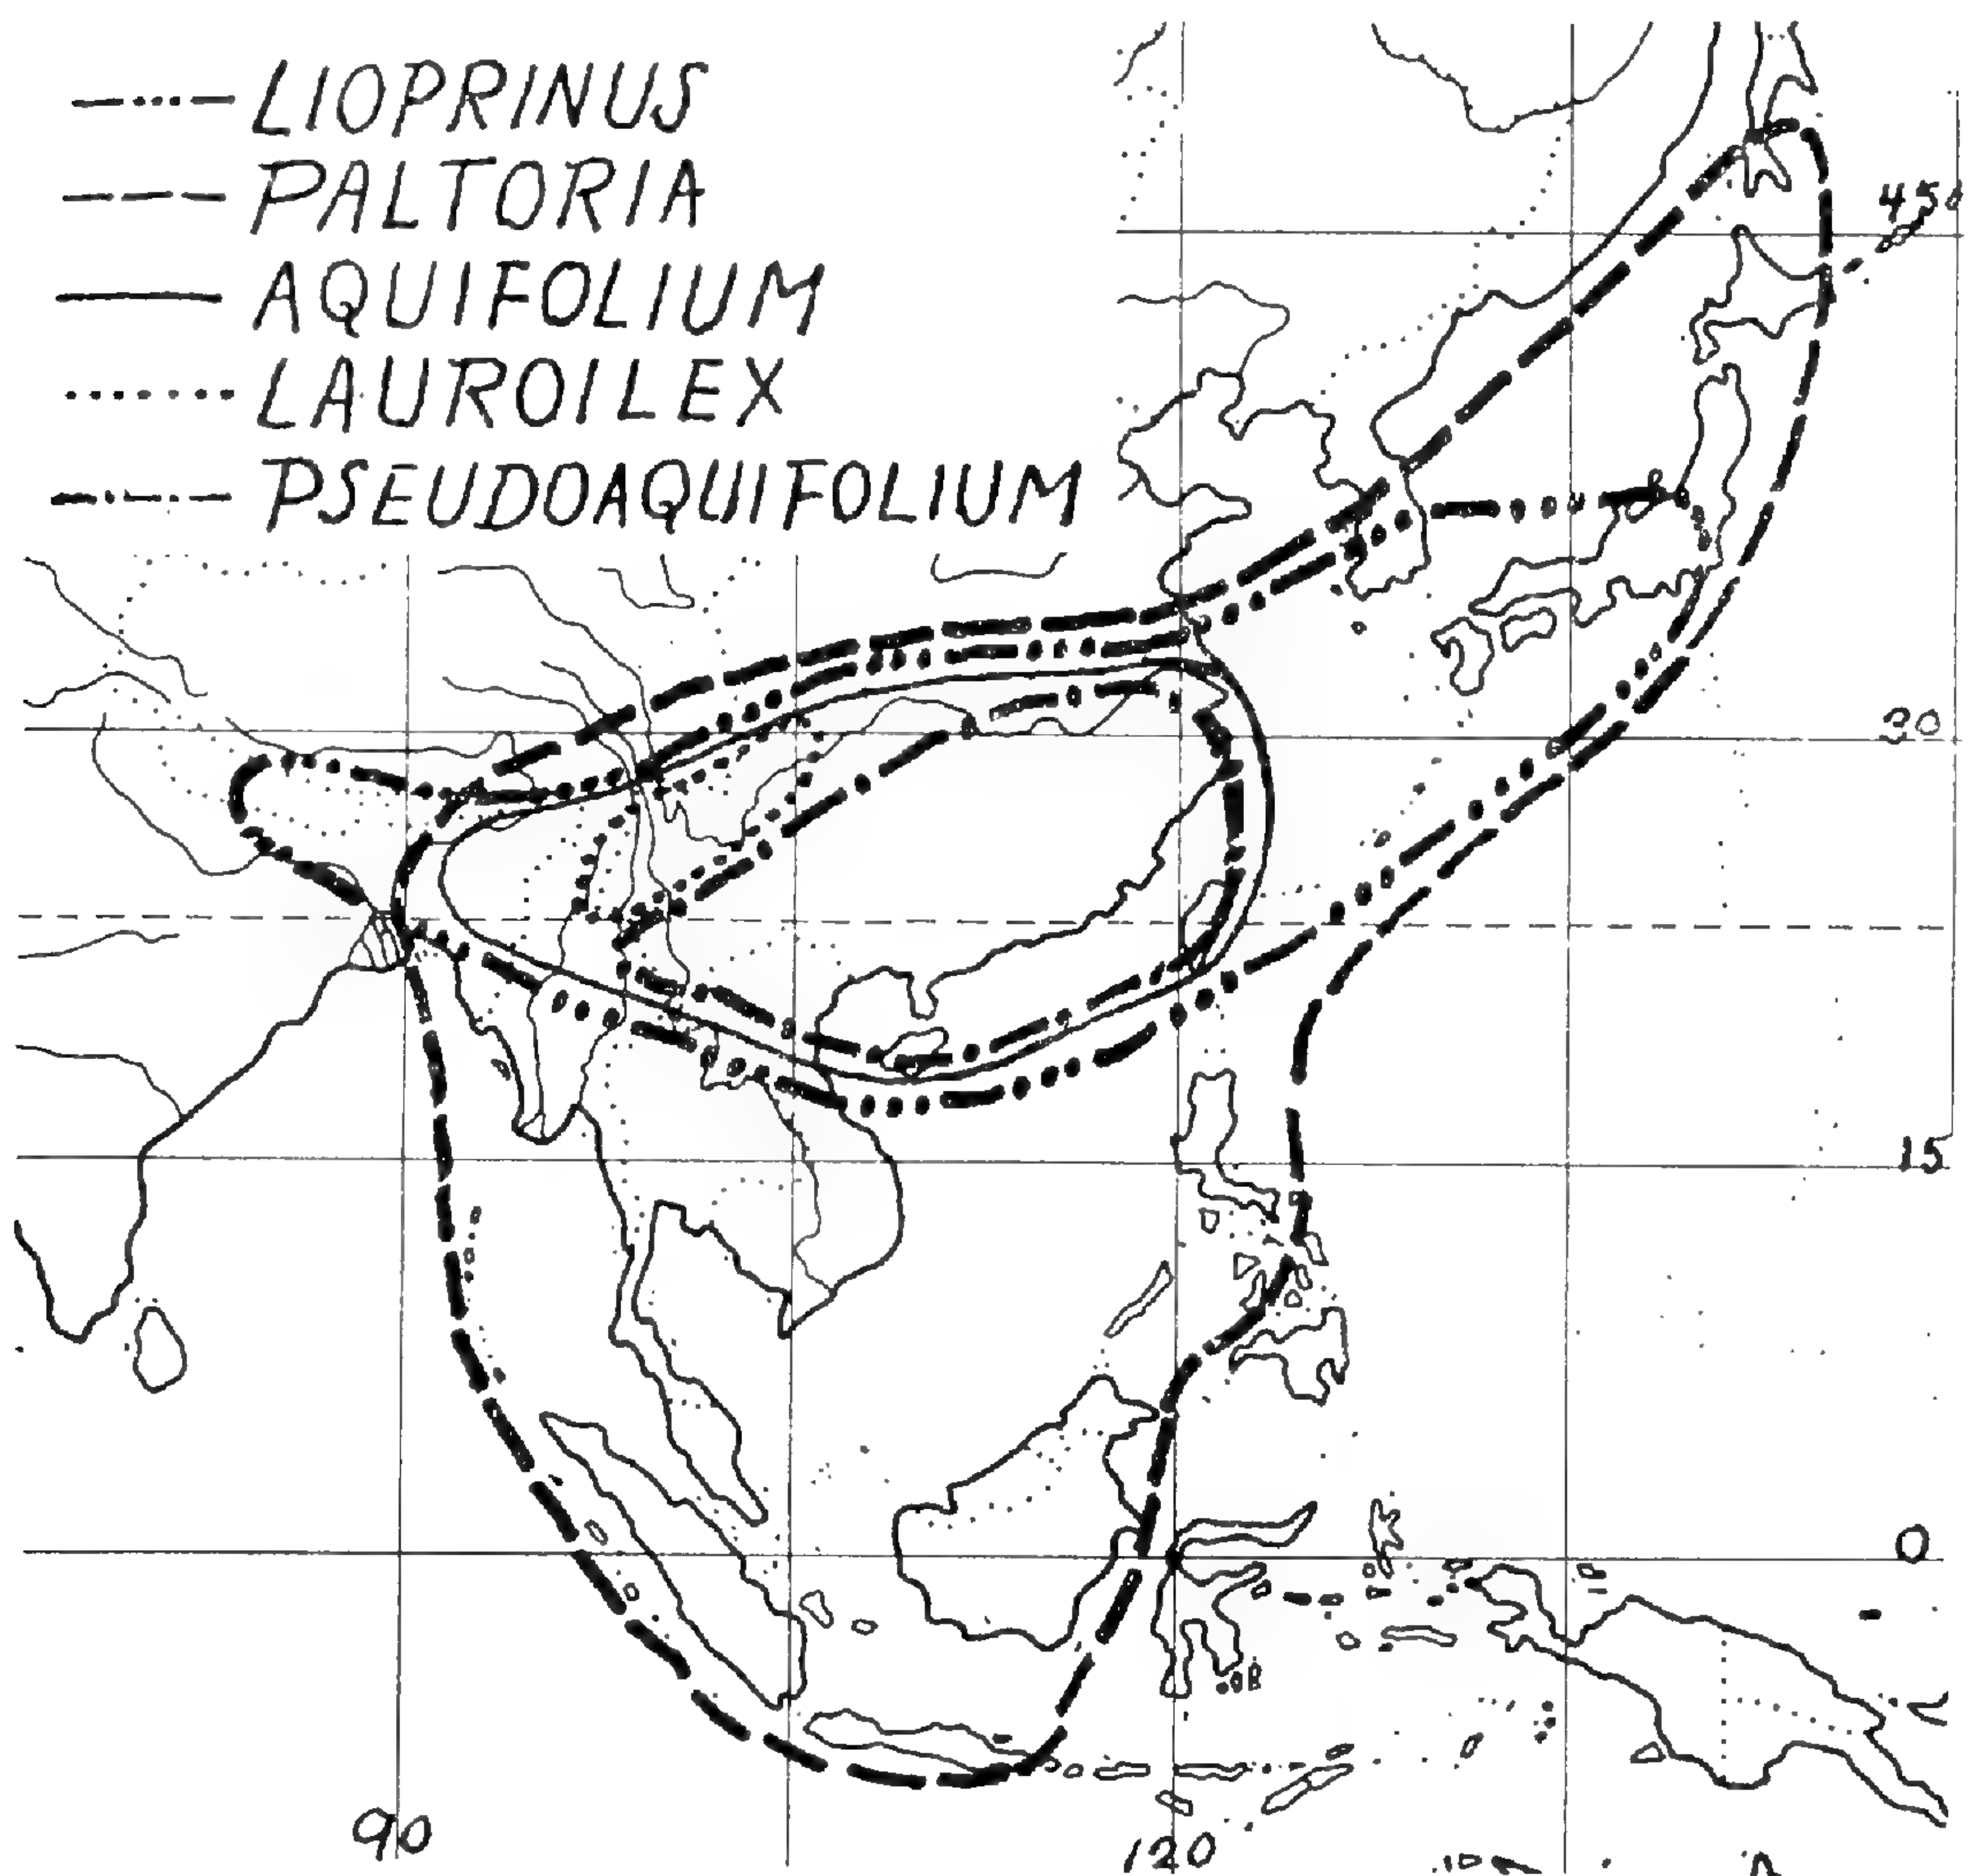 LIOPRINUS
PALTORIA
AQUIFOLIUM
LAUROILEX
PSEUDOAQUIFOLIUM
45
30
15
0
90
120